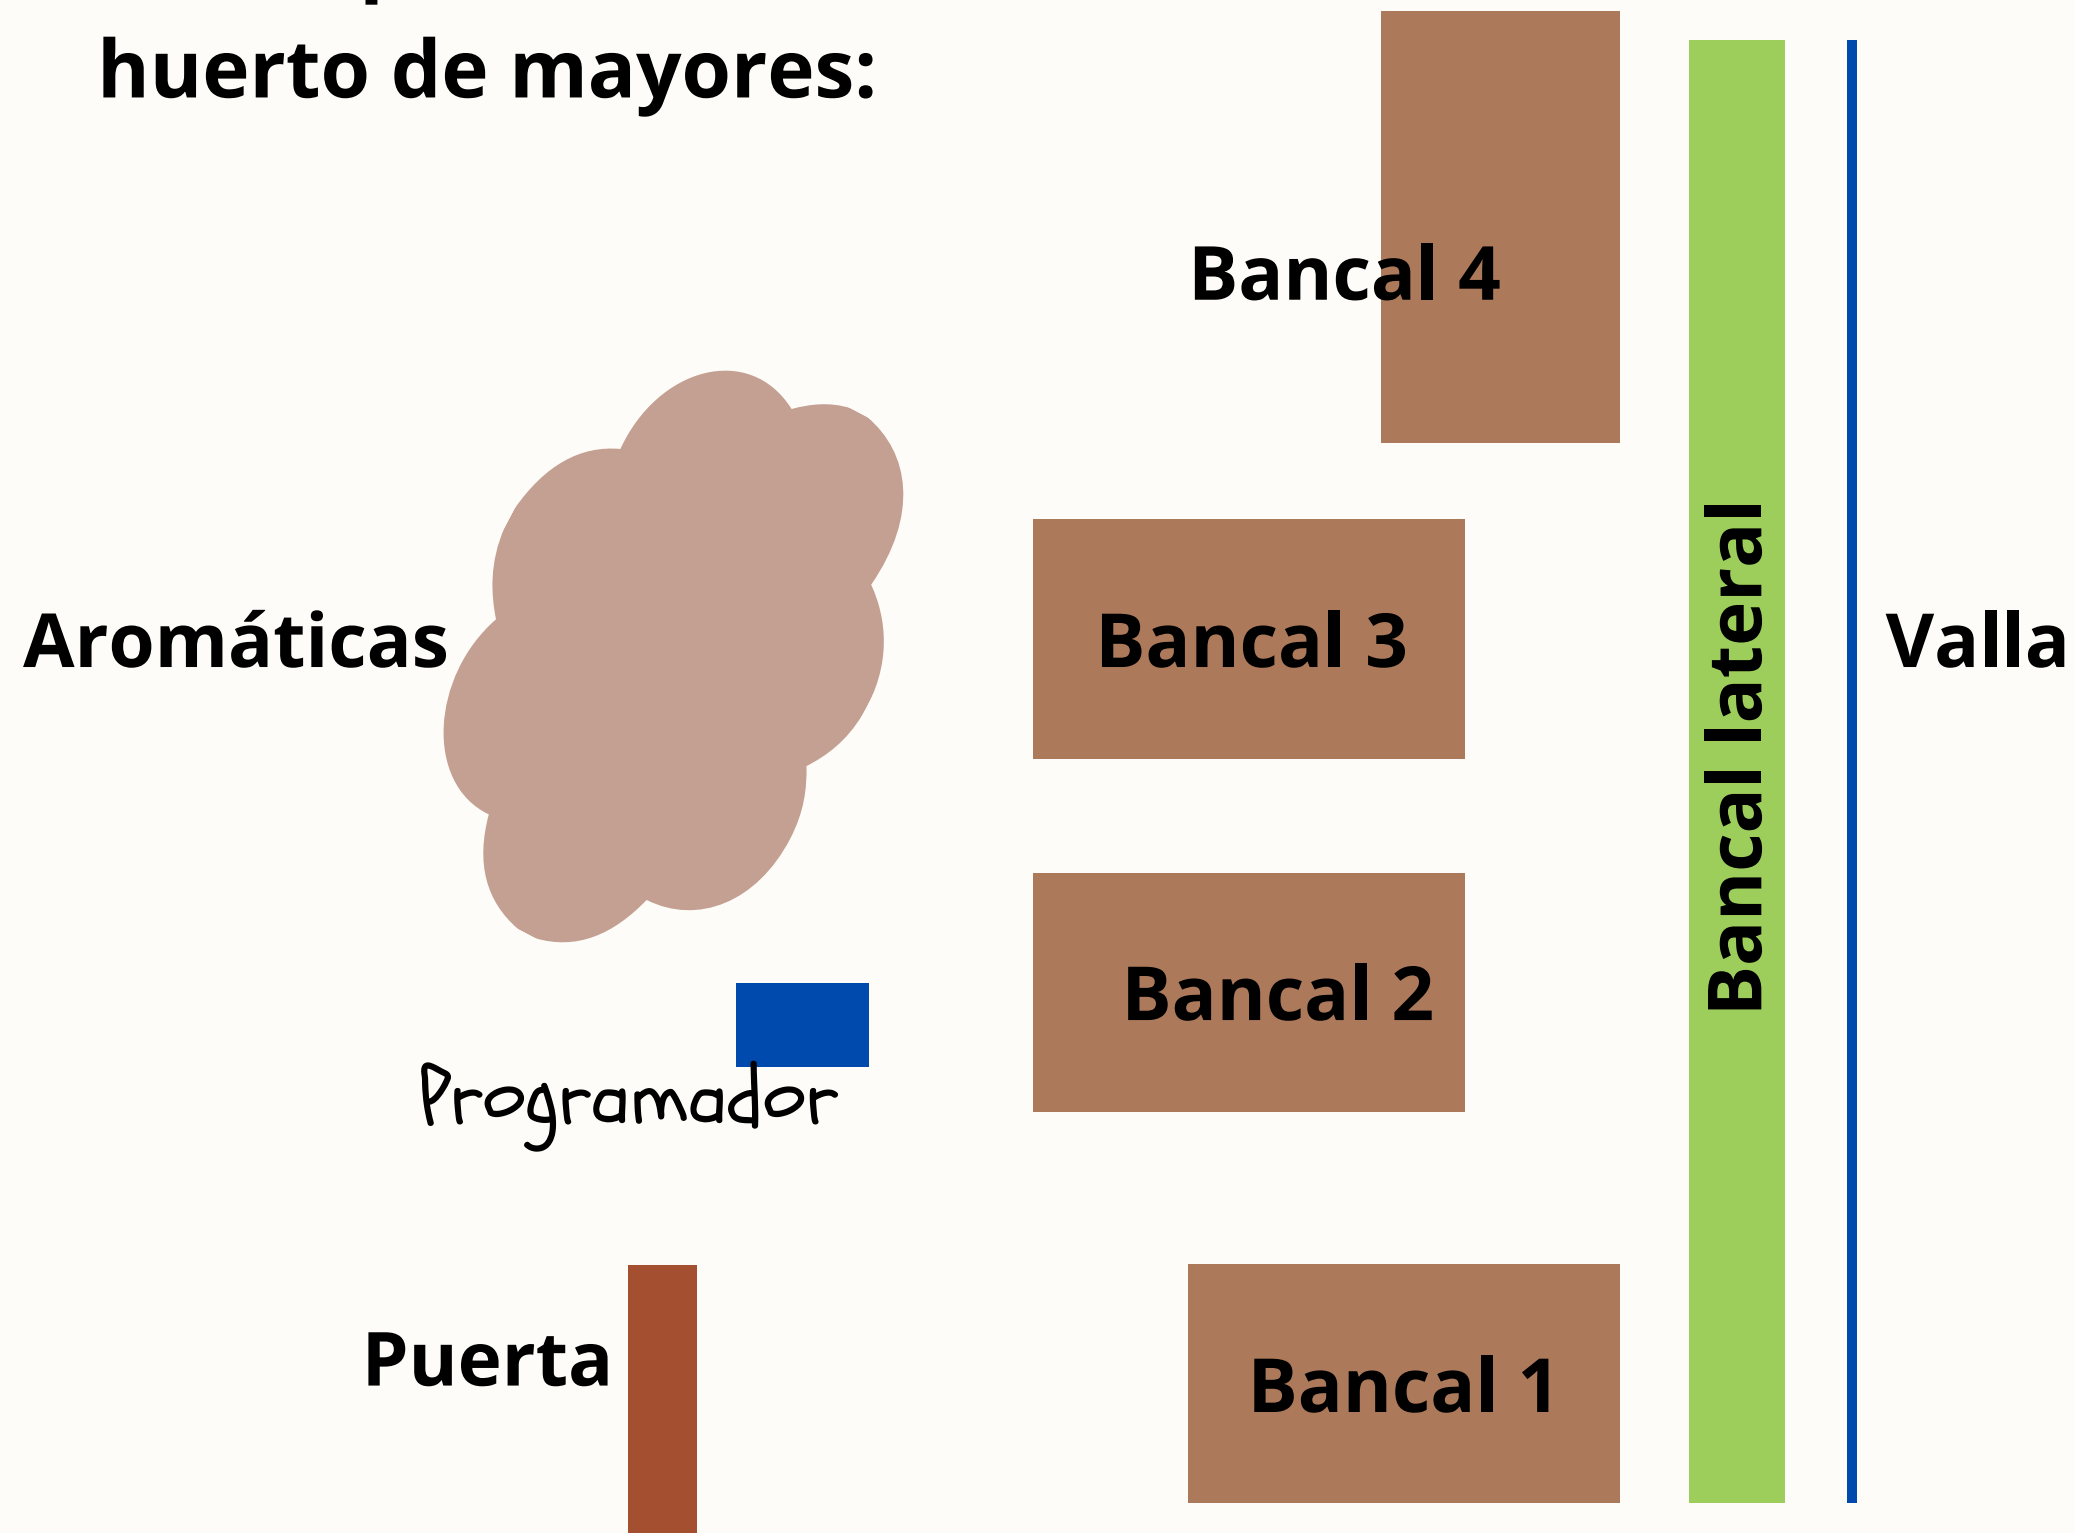 huerto de mayores:
Bancal 4
Aromáticas
Bancal 3
Bancal lateral
Valla
Bancal 2
Programador
Puerta
Bancal 1